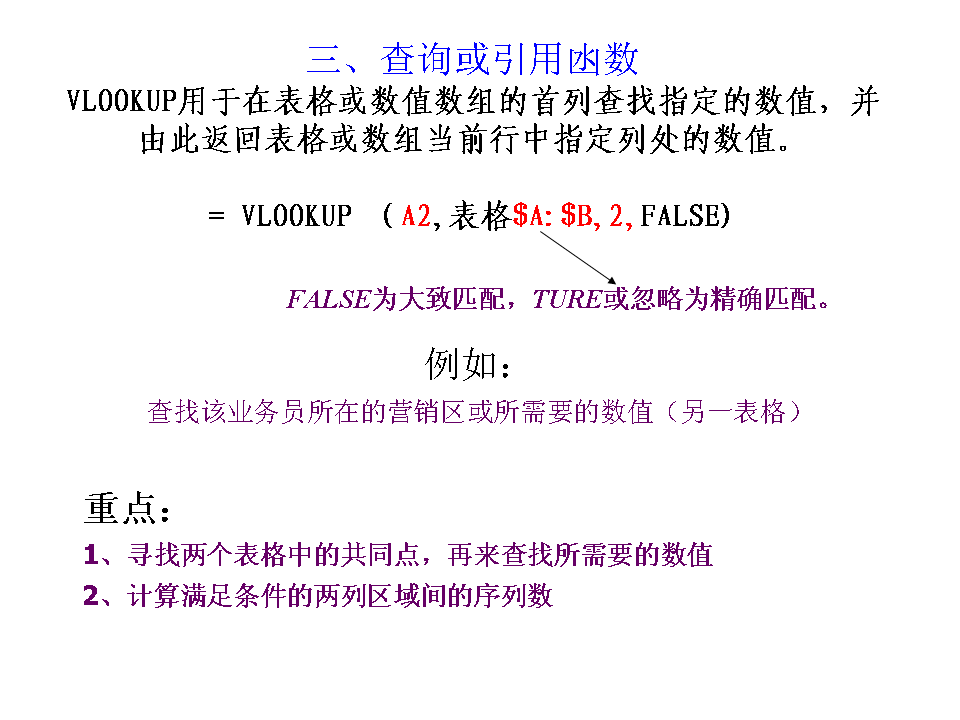 三、查询或引用函数
VLOOKUP用于在表格或数值数组的首列查找指定的数值，并
由此返回表格或数组当前行中指定列处的数值。
= VLOOKUP （A2,表格$A:$B,2,FALSE)
FALSE为大致匹配，TURE或忽略为精确匹配。
例如：
查找该业务员所在的营销区或所需要的数值（另一表格）
重点：
1、寻找两个表格中的共同点，再来查找所需要的数值
2、计算满足条件的两列区域间的序列数